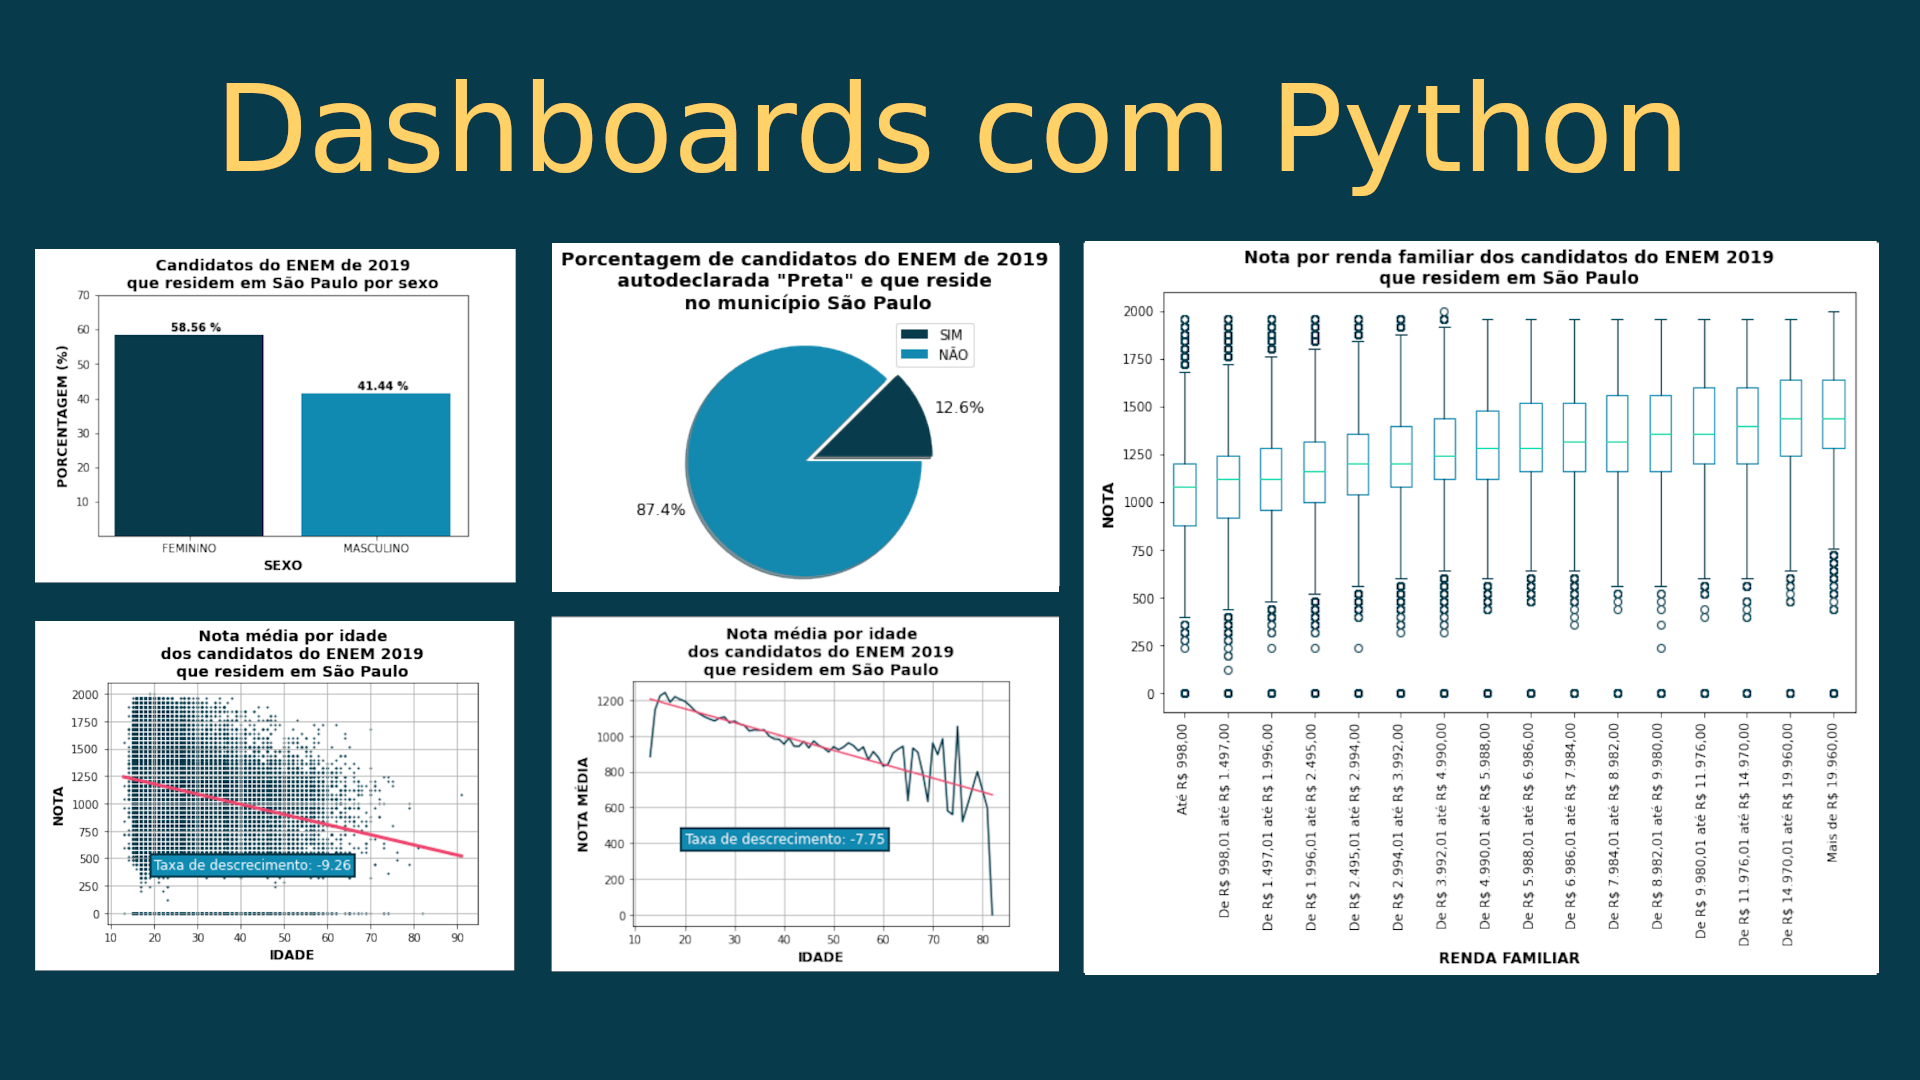 Dashboards com Python
Candidatos do ENEM de 2019
que residem em São Paulo por sexo
70
60
50
40
30
20
10
PORCENTAGEM (%)
58.56 %
41.44 %
FEMININO
MASCULINO
SEXO
Porcentagem de candidatos do ENEM de 2019
autodeclarada "Preta" e que reside
no município São Paulo
SIM
NÃO
12.6%
87.4%
Nota por renda familiar dos candidatos do ENEM 2019
que residem em São Paulo
2000
1750
1500
1250
1000
750
500
250
0
NOTA
Até R$ 998,00
De R$ 998,01 até R$ 1.497,00
De R$ 1.497,01 até R$ 1.996,00
De R$ 1.996,01 até R$ 2.495,00
De R$ 2.495,01 até R$ 2.994,00
De R$ 2.994,01 até R$ 3.992,00
De R$ 3.992,01 até R$ 4.990,00
De R$ 4.990,01 até R$ 5.988,00
De R$ 5.988,01 até R$ 6.986,00
De R$ 6.986,01 até R$ 7.984,00
De R$ 7.984,01 até R$ 8.982,00
De R$ 8.982,01 até R$ 9.980,00
De R$ 9.980,01 até R$ 11.976,00
De R$ 11.976,01 até R$ 14.970,00
De R$ 14.970,01 até R$ 19.960,00
Mais de R$ 19.960,00
RENDA FAMILIAR
Nota média por idade
dos candidatos do ENEM 2019
que residem em São Paulo
2000
1750
1500
1250
1000
750
500
250
0
NOTA
Taxa de descrecimento: -9.26
10 20 30 40 50 60 70 80 90
IDADE
Nota média por idade
dos candidatos do ENEM 2019
que residem em São Paulo
1200
1000
800
600
400
200
0
NOTA MÉDIA
Taxa de descrecimento: -7.75
10 20 30 40 50 60 70 80
IDADE